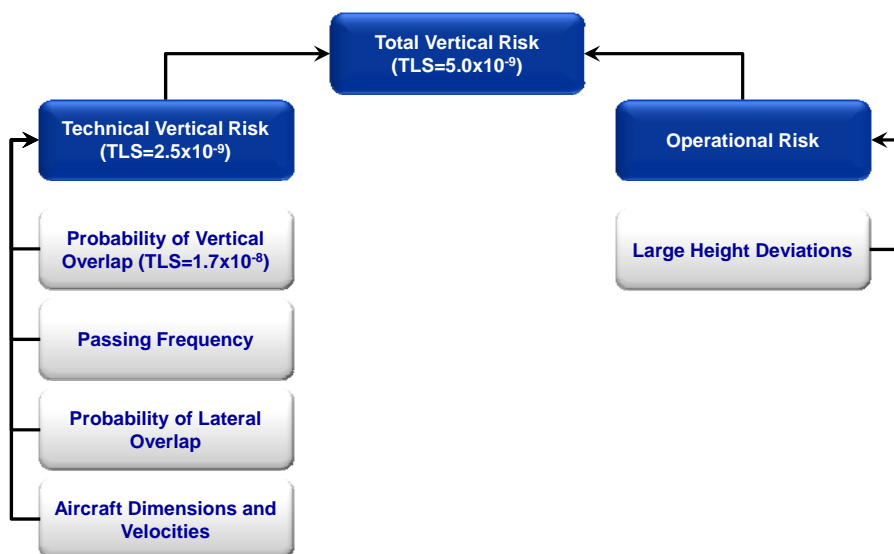 Total Vertical Risk
(TLS=5.0x10⁻⁹)
Technical Vertical Risk
(TLS=2.5x10⁻⁹)
Operational Risk
Probability of Vertical
Overlap (TLS=1.7x10⁻⁸)
Large Height Deviations
Passing Frequency
Probability of Lateral
Overlap
Aircraft Dimensions and
Velocities